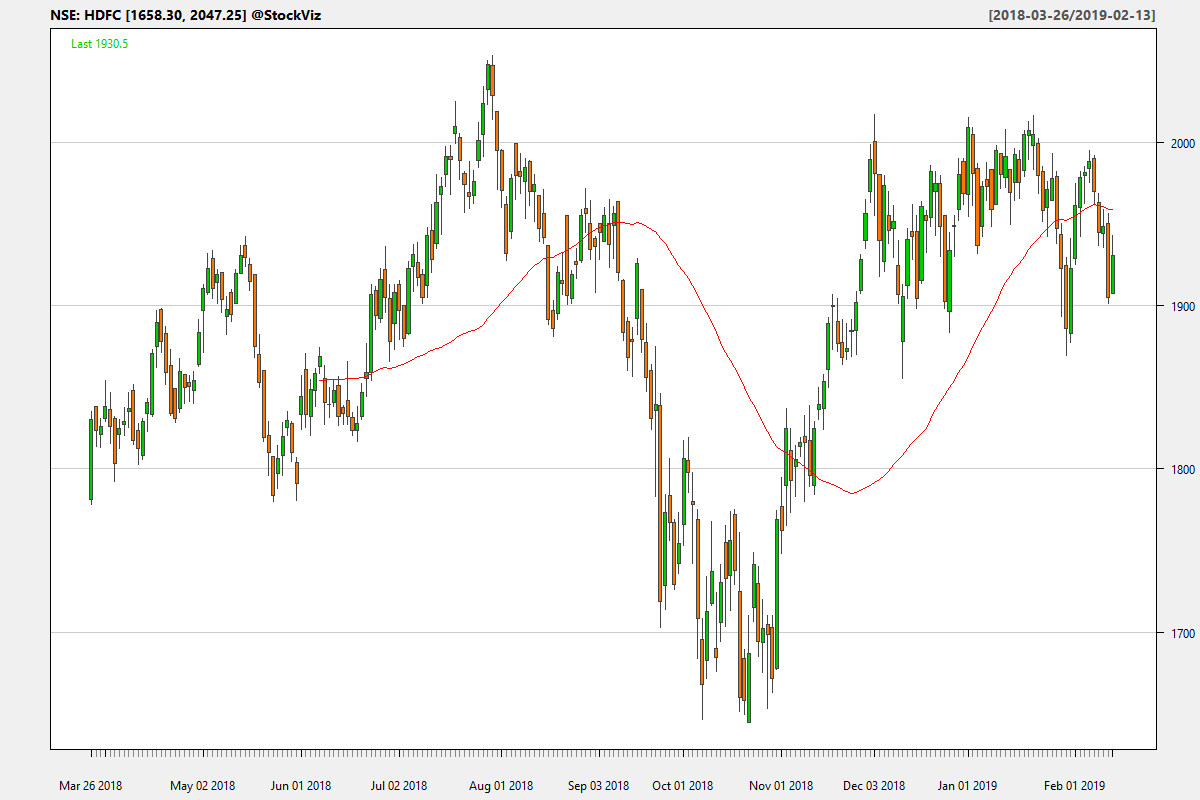 NSE: HDFC [1658.30, 2047.25] @StockViz [2018-03-26/2019-02-13]
Last 1930.5
2000
1900
1800
1700
Mar 26 2018 May 02 2018 Jun 01 2018 Jul 02 2018 Aug 01 2018 Sep 03 2018 Oct 01 2018 Nov 01 2018 Dec 03 2018 Jan 01 2019 Feb 01 2019